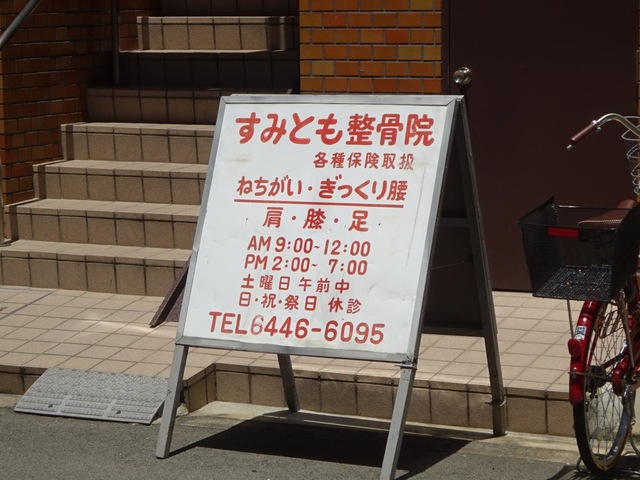 すみとも整骨院
各種保険取扱
ねちがい・ぎっくり腰
肩・膝・足
AM 9:00~12:00
PM 2:00~ 7:00
土曜日 午前中
日・祝・祭日 休診
TEL6446-6095